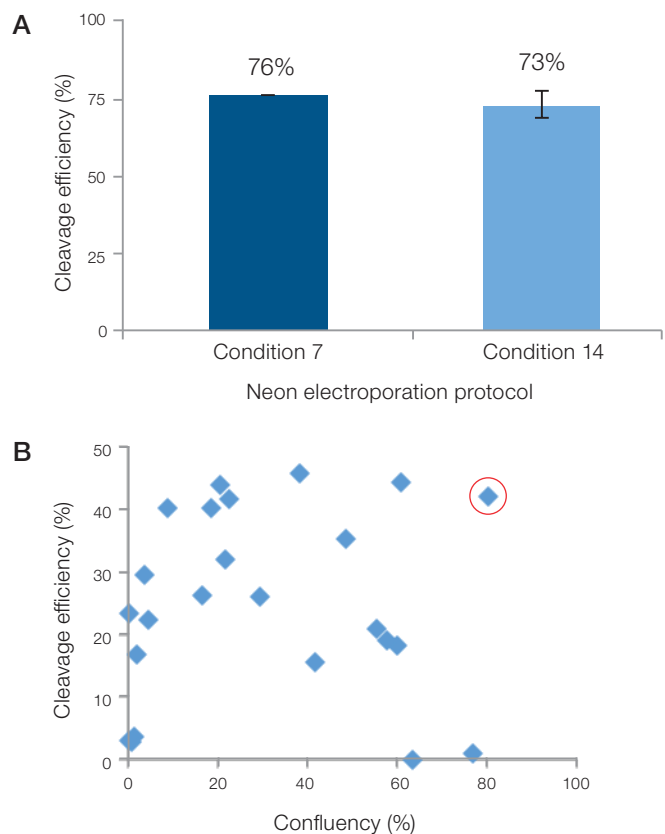 A
Cleavage efficiency (%)
100
75
50
25
0
76%
73%
Condition 7
Condition 14
Neon electroporation protocol
B
Cleavage efficiency (%)
50
40
30
20
10
0
0
20
40
60
80
100
Confluency (%)